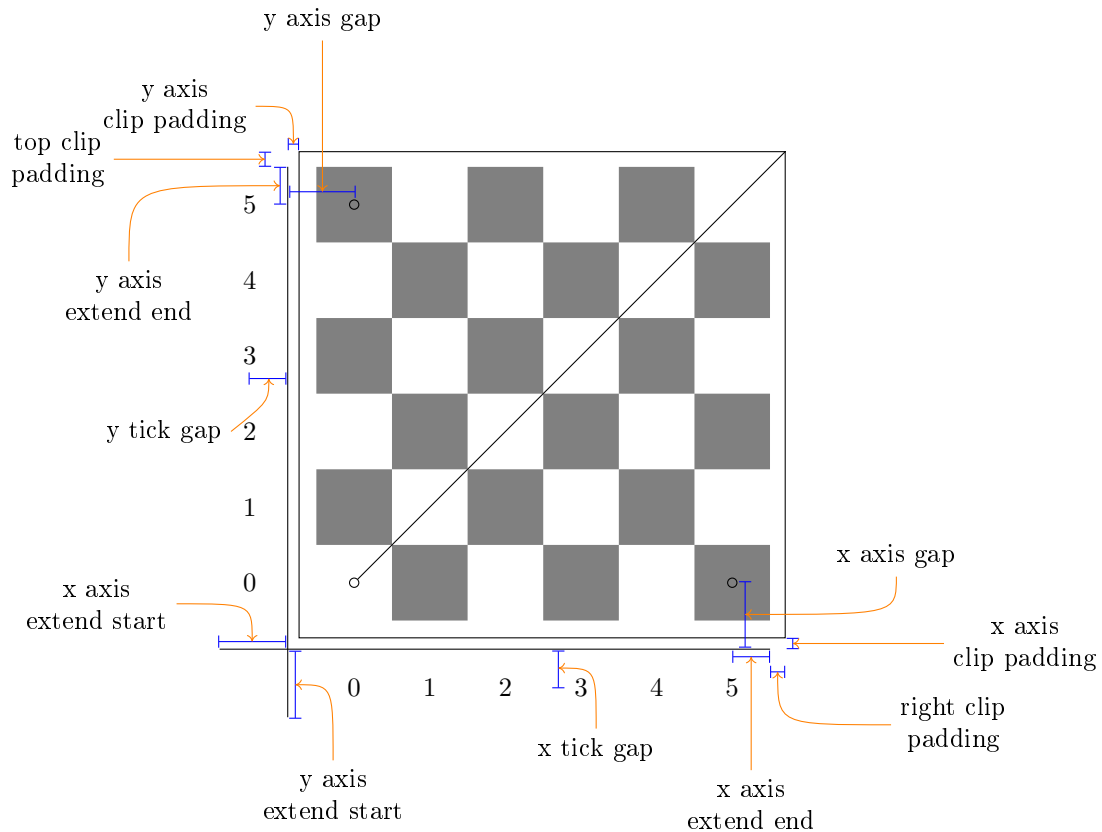 y axis gap
y axis
clip padding
top clip
padding
5
y axis
extend end
4
3
y tick gap
2
1
x axis gap
0
x axis
extend start
x axis
clip padding
0 1 2 3 4 5
right clip
padding
x tick gap
y axis
extend start
x axis
extend end